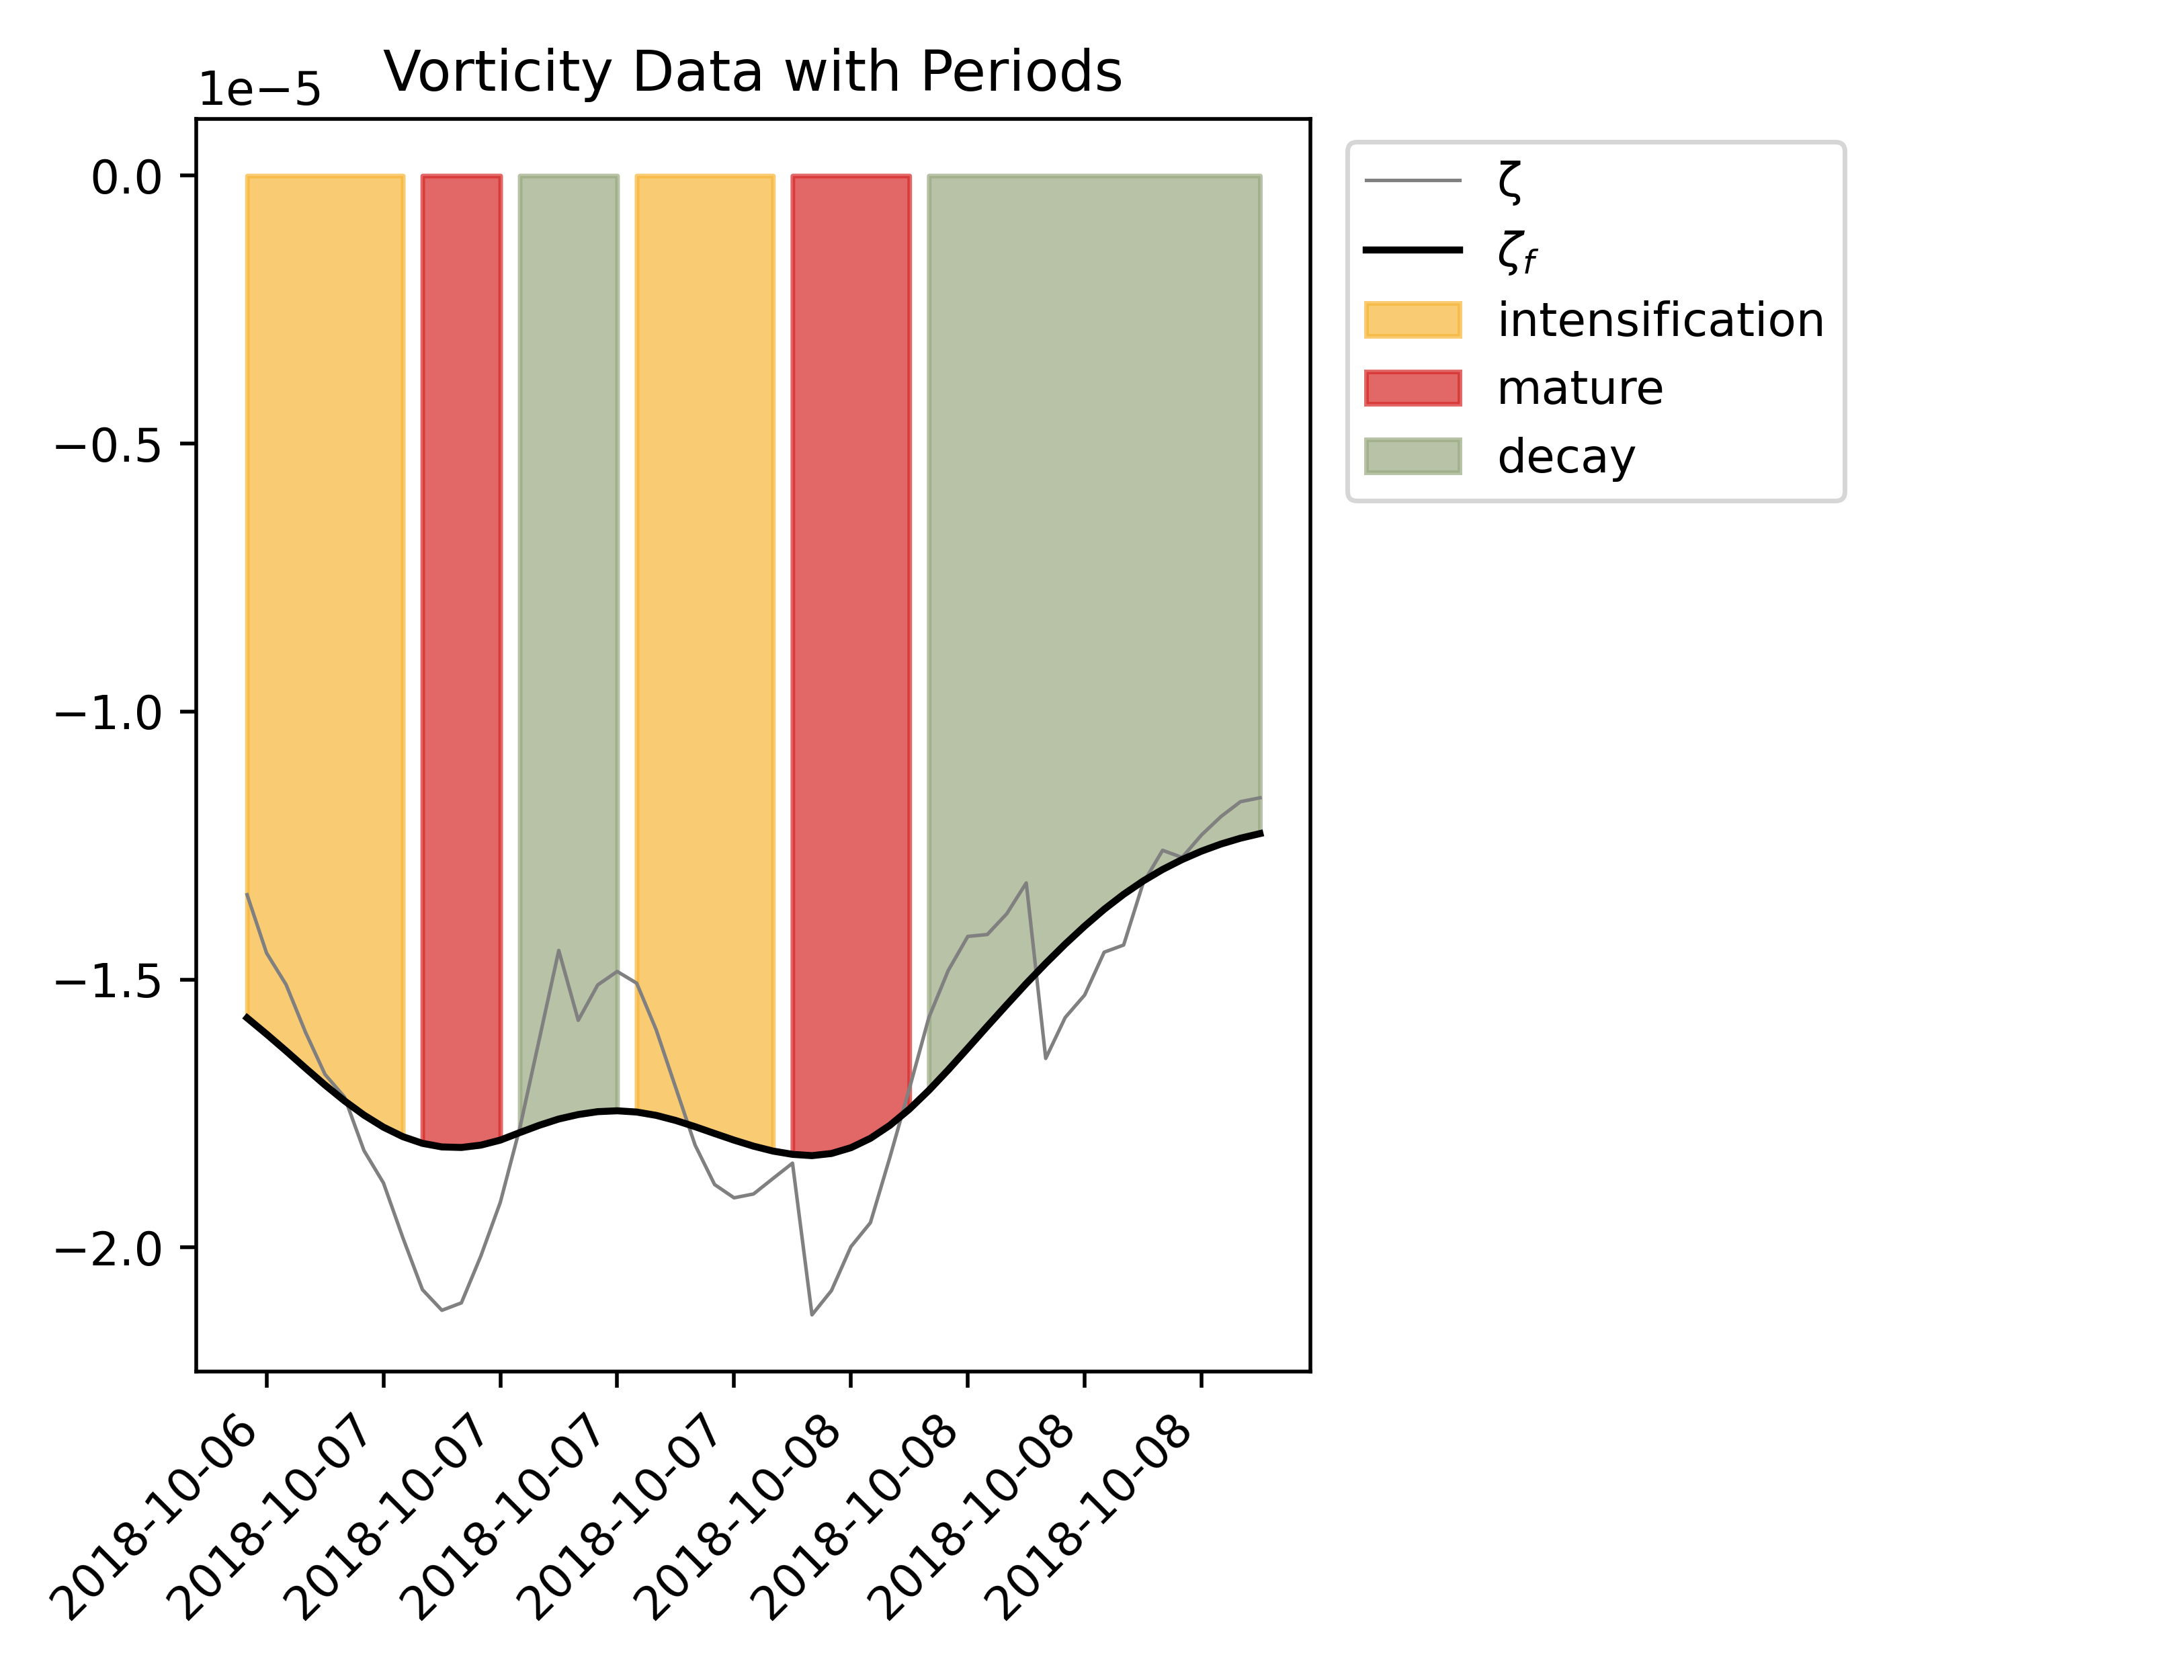 Vorticity Data with Periods
1e−5
0.0
−0.5
−1.0
−1.5
−2.0
2018-10-06
2018-10-07
2018-10-07
2018-10-07
2018-10-07
2018-10-08
2018-10-08
2018-10-08
2018-10-08
ζ
ζf
intensification
mature
decay